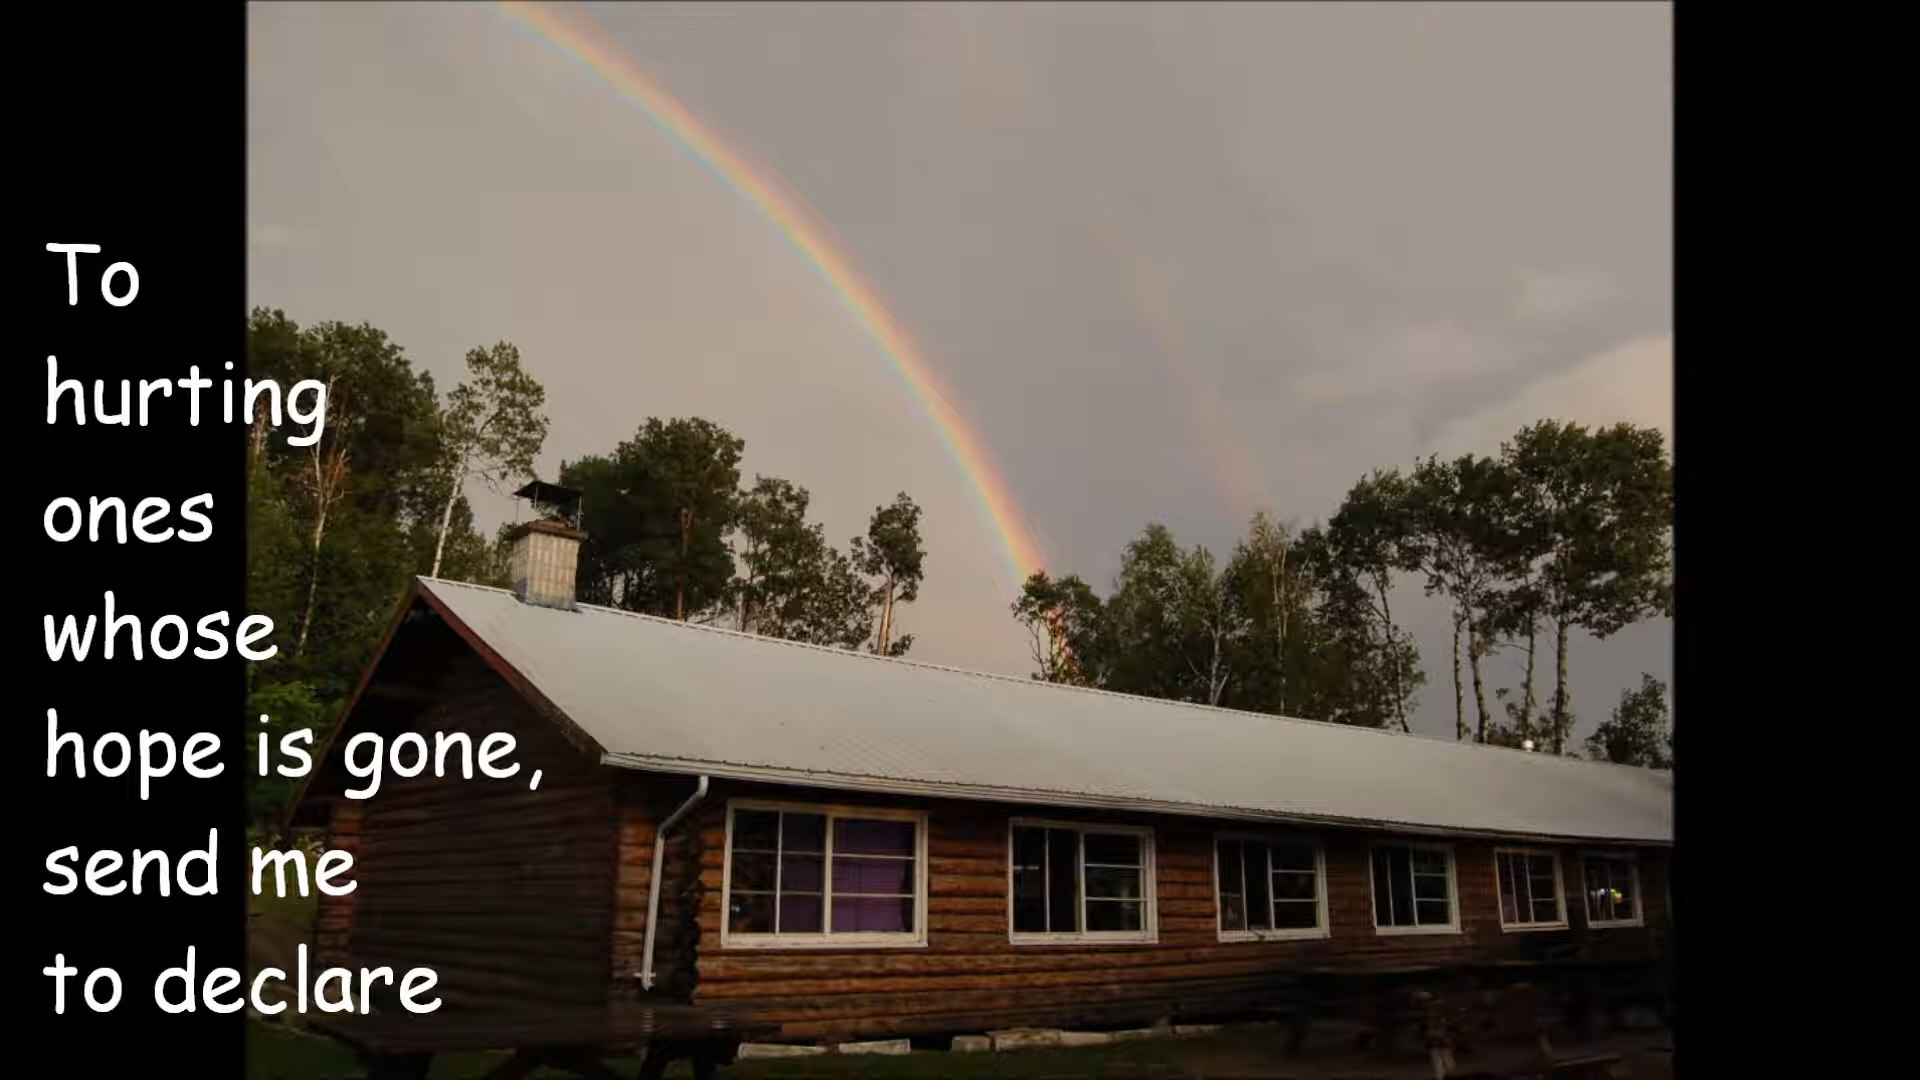 To
hurting
ones
whose
hope is gone,
send me
to declare